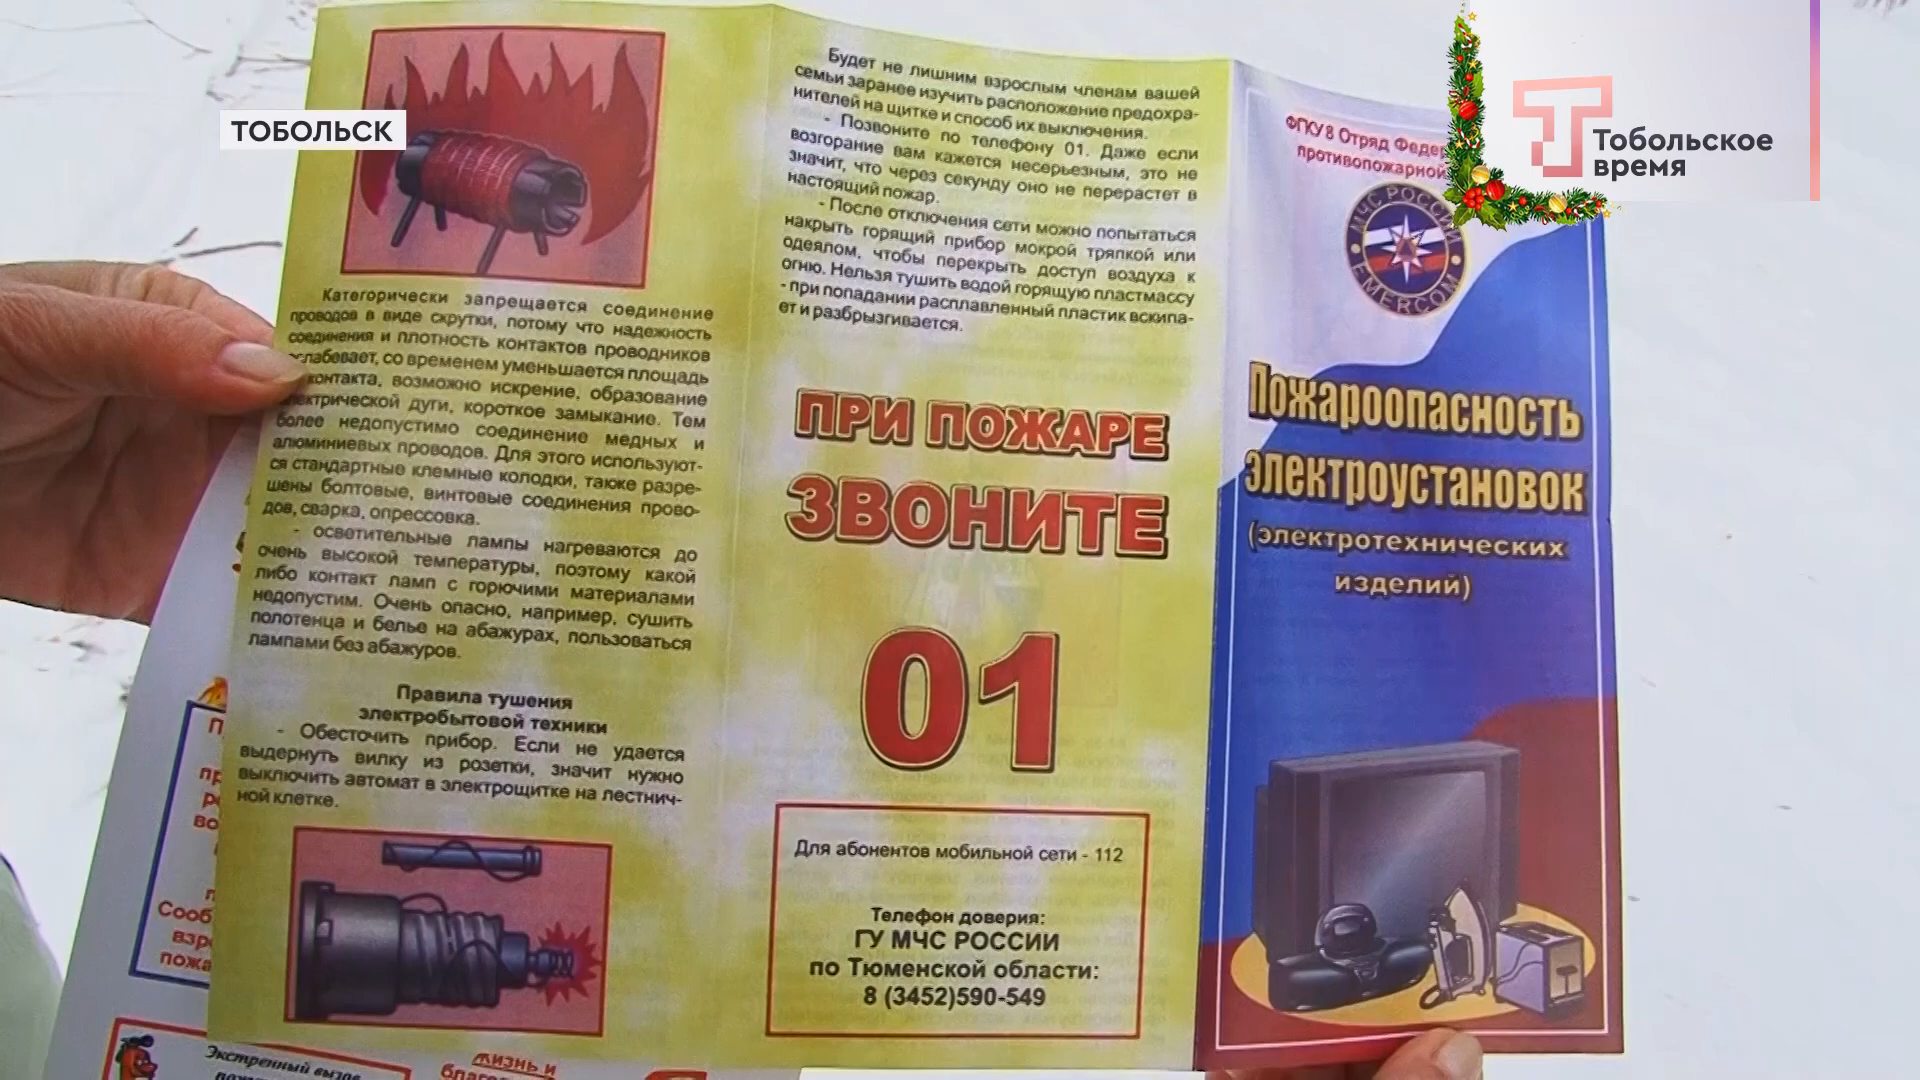 ТОБОЛЬСК
Тобольское
время
Категорически запрещается соединение
проводов в виде скрутки, потому что надежность
соединения и плотность контактов проводников
ослабевает, со временем уменьшается площадь
контакта, возможно искрение, образование
электрической дуги, короткое замыкание. Тем
более недопустимо соединение медных и
алюминиевых проводов. Для этого используют-
ся стандартные клемные колодки, также разре-
шены болтовые, винтовые соединения прово-
дов, сварка, опрессовка.
- осветительные лампы нагреваются до
очень высокой температуры, поэтому какой
либо контакт ламп с горючими материалами
недопустим. Очень опасно, например, сушить
полотенца и белье на абажурах, пользоваться
лампами без абажуров.
Правила тушения
электробытовой техники
- Обесточить прибор. Если не удается
выдернуть вилку из розетки, значит нужно
выключить автомат в электрощитке на лестнич-
ной клетке.
Будет не лишним взрослым членам вашей
семьи заранее изучить расположение предохра-
нителей на щитке и способ их выключения.
- Позвоните по телефону 01. Даже если
возгорание вам кажется несерьезным, это не
значит, что через секунду оно не перерастет в
настоящий пожар.
- После отключения сети можно попытаться
накрыть горящий прибор мокрой тряпкой или
одеялом, чтобы перекрыть доступ воздуха к
огню. Нельзя тушить водой горящую пластмассу
- при попадании расплавленный пластик вскипа-
ет и разбрызгивается.
ПРИ ПОЖАРЕ
ЗВОНИТЕ
01
Для абонентов мобильной сети - 112
Телефон доверия:
ГУ МЧС РОССИИ
по Тюменской области:
8 (3452)590-549
ФГКУ 8 Отряд Федер
противопожарной
МЧС РОССИИ
EMERCOM
Пожароопасность
электроустановок
(электротехнических
изделий)
Сооб
взр
пожа
Экстренный вызов
жизнь и